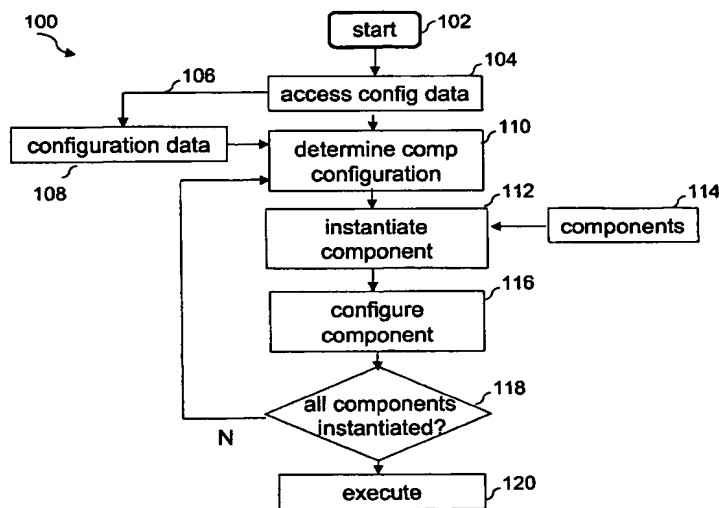 100
start
102
104
106
access config data
110
configuration data
determine comp
configuration
108
112
114
instantiate
component
components
116
configure
component
118
all components
instantiated?
N
execute
120